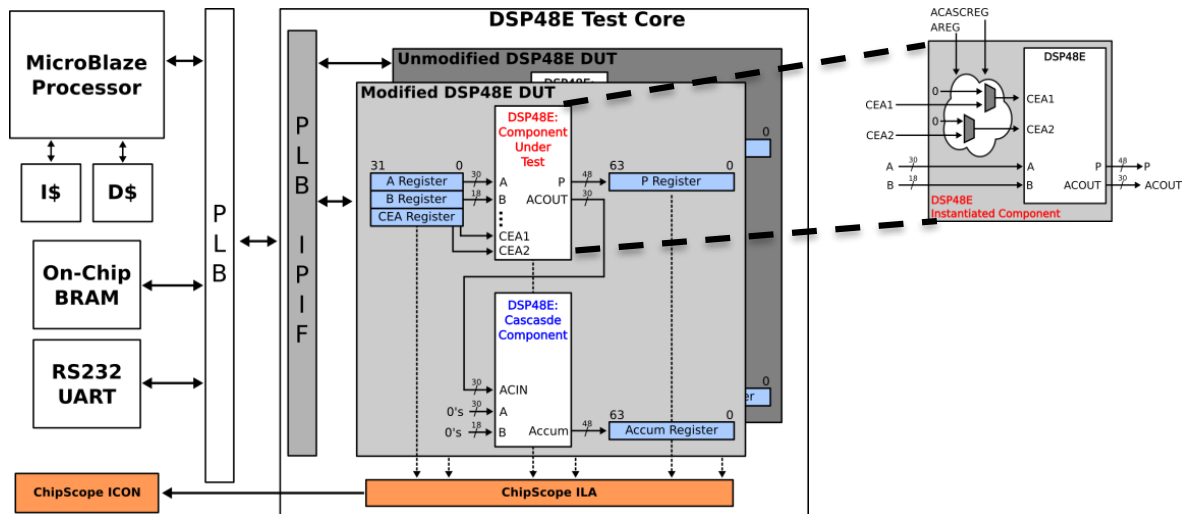 DSP48E Test Core
MicroBlaze
Processor
I$
D$
On-Chip
BRAM
RS232
UART
ChipScope ICON
P
L
B
P
L
B
I
P
I
F
Unmodified DSP48E DUT
DSP48E:
0
0
er
Modified DSP48E DUT
DSP48E:
Component
Under
Test
31
0
A Register
B Register
CEA Register
30
18
A
B
CEA1
CEA2
P
ACOUT
48
30
63
0
P Register
DSP48E:
Cascasde
Component
30
ACIN
0's
30
A
0's
18
B
Accum
48
63
0
Accum Register
ChipScope ILA
ACASCREG
AREG
DSP48E
0
CEA1
CEA1
0
CEA2
CEA2
A
30
A
B
18
B
P
48
P
ACOUT
30
ACOUT
DSP48E
Instantiated Component